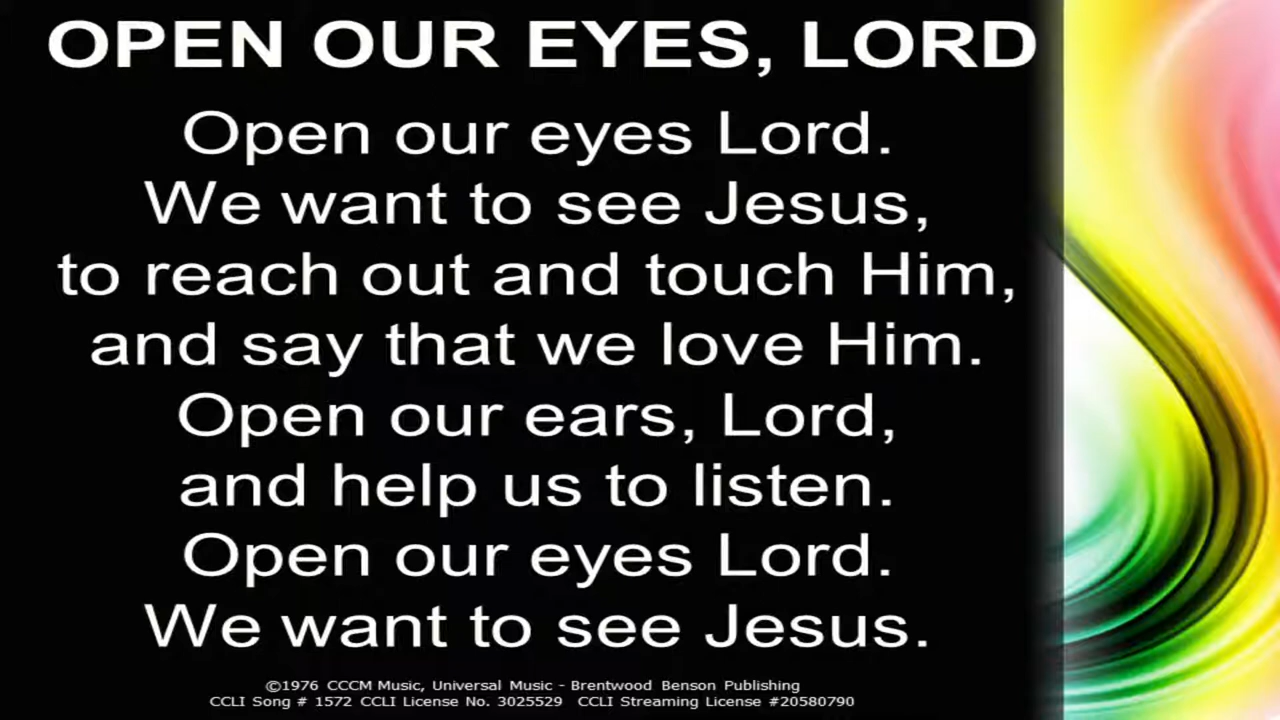 OPEN OUR EYES, LORD
Open our eyes Lord.
We want to see Jesus,
to reach out and touch Him,
and say that we love Him.
Open our ears, Lord,
and help us to listen.
Open our eyes Lord.
We want to see Jesus.
©1976 CCCM Music, Universal Music - Brentwood Benson Publishing
CCLI Song # 1572 CCLI License No. 3025529 CCLI Streaming License #20580790